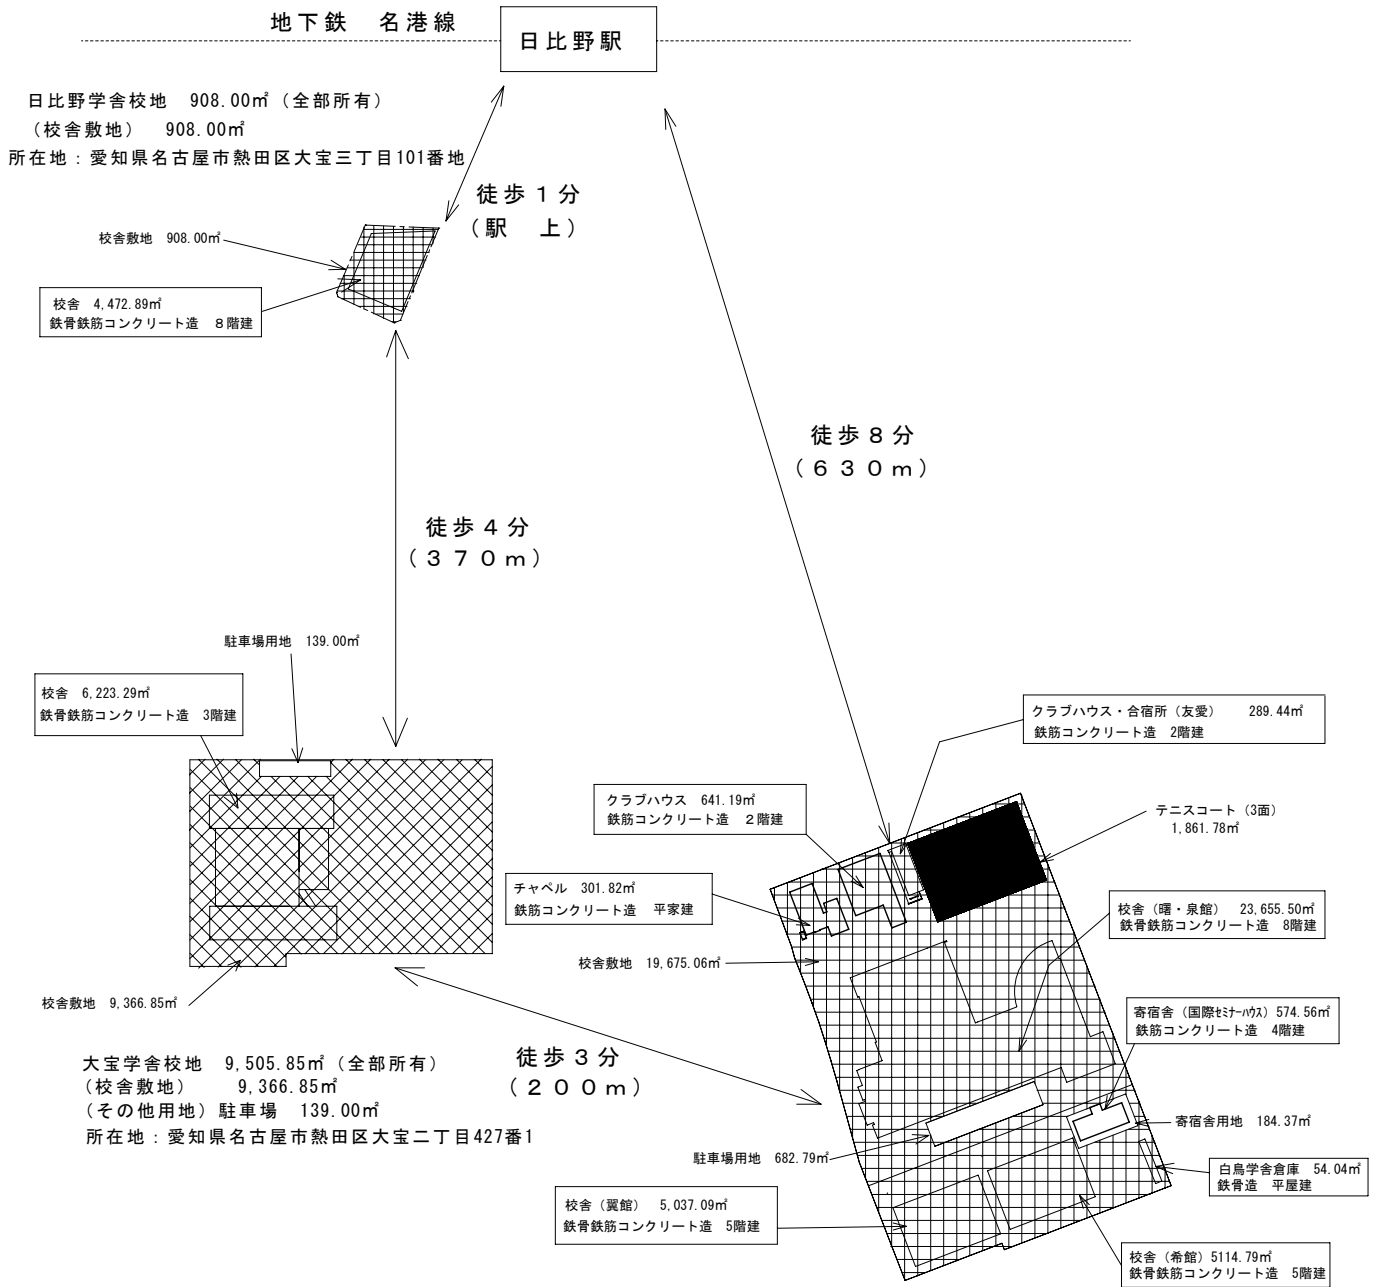 地下鉄　名港線
日比野駅
日比野学舎校地　908.00㎡（全部所有）
（校舎敷地）　908.00㎡
所在地：愛知県名古屋市熱田区大宝三丁目101番地
徒歩１分
（駅　上）
校舎敷地　908.00㎡
校舎　4,472.89㎡
鉄骨鉄筋コンクリート造　８階建
徒歩８分
（６３０ｍ）
徒歩４分
（３７０ｍ）
駐車場用地　139.00㎡
校舎　6,223.29㎡
鉄骨鉄筋コンクリート造　3階建
クラブハウス・合宿所（友愛）　289.44㎡
鉄筋コンクリート造　2階建
クラブハウス　641.19㎡
鉄筋コンクリート造　２階建
テニスコート（3面）
1,861.78㎡
チャペル　301.82㎡
鉄筋コンクリート造　平家建
校舎（曙・泉館）　23,655.50㎡
鉄骨鉄筋コンクリート造　8階建
校舎敷地　19,675.06㎡
校舎敷地　9,366.85㎡
寄宿舎（国際ｾﾐﾅｰﾊｳｽ）574.56㎡
鉄筋コンクリート造　4階建
大宝学舎校地　9,505.85㎡（全部所有）
（校舎敷地）　9,366.85㎡
（その他用地）駐車場　139.00㎡
所在地：愛知県名古屋市熱田区大宝二丁目427番1
徒歩３分
（２００ｍ）
寄宿舎用地　184.37㎡
駐車場用地　682.79㎡
白鳥学舎倉庫　54.04㎡
鉄骨造　平屋建
校舎（翼館）　5,037.09㎡
鉄骨鉄筋コンクリート造　5階建
校舎（希館）5114.79㎡
鉄骨鉄筋コンクリート造　5階建